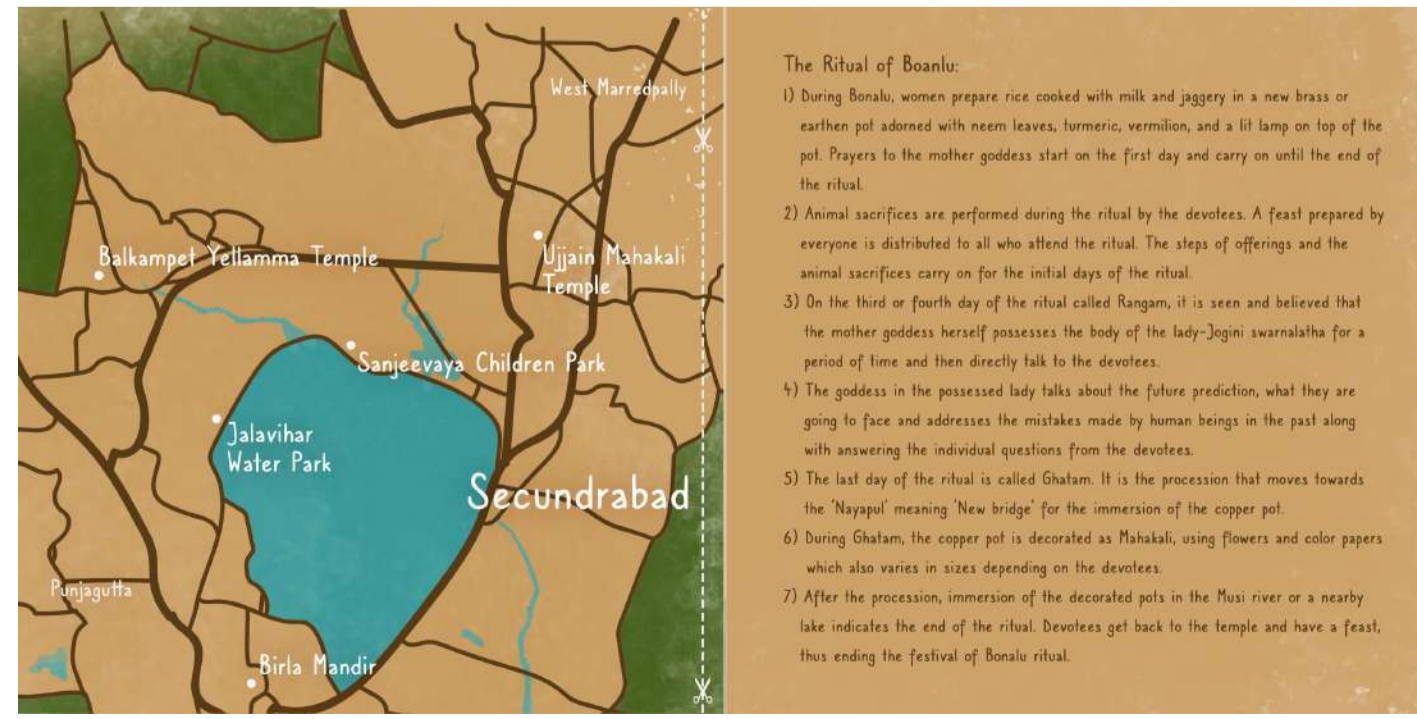 West Marredpally
Balkampet Yellamma Temple
Ujjain Mahakali
Temple
Sanjeevaya Children Park
Jalavihar
Water Park
Secundrabad
Punjagutta
Birla Mandir
The Ritual of Boanlu:
1) During Bonalu, women prepare rice cooked with milk and jaggery in a new brass or
earthen pot adorned with neem leaves, turmeric, vermilion, and a lit lamp on top of the
pot. Prayers to the mother goddess start on the first day and carry on until the end of
the ritual.
2) Animal sacrifices are performed during the ritual by the devotees. A feast prepared by
everyone is distributed to all who attend the ritual. The steps of offerings and the
animal sacrifices carry on for the initial days of the ritual.
3) On the third or fourth day of the ritual called Rangam, it is seen and believed that
the mother goddess herself possesses the body of the lady-Jogini swarnalatha for a
period of time and then directly talk to the devotees.
4) The goddess in the possessed lady talks about the future prediction, what they are
going to face and addresses the mistakes made by human beings in the past along
with answering the individual questions from the devotees.
5) The last day of the ritual is called Ghatam. It is the procession that moves towards
the 'Nayapul' meaning 'New bridge' for the immersion of the copper pot.
6) During Ghatam, the copper pot is decorated as Mahakali, using flowers and color papers
which also varies in sizes depending on the devotees.
7) After the procession, immersion of the decorated pots in the Musi river or a nearby
lake indicates the end of the ritual. Devotees get back to the temple and have a feast,
thus ending the festival of Bonalu ritual.